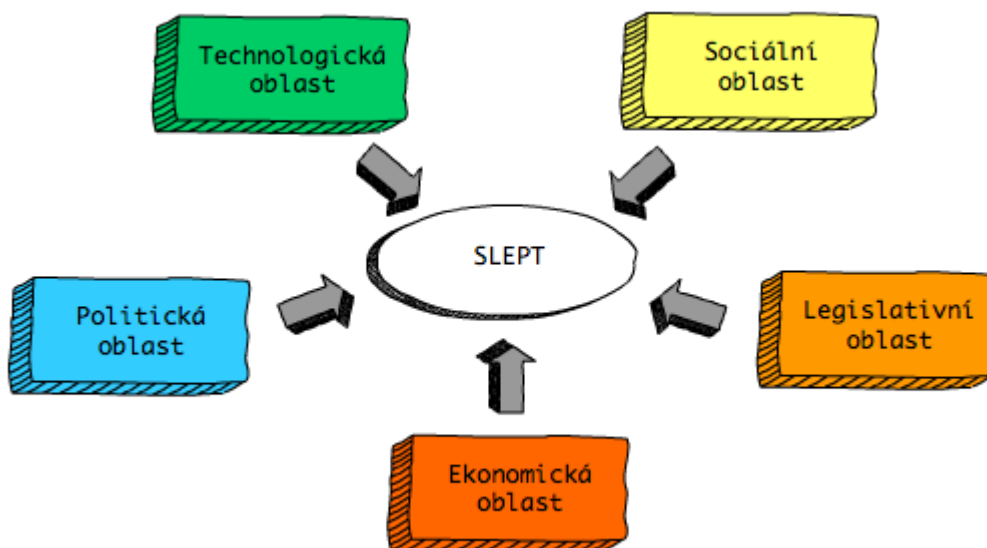 Technologická
oblast
Sociální
oblast
SLEPT
Politická
oblast
Legislativní
oblast
Ekonomická
oblast